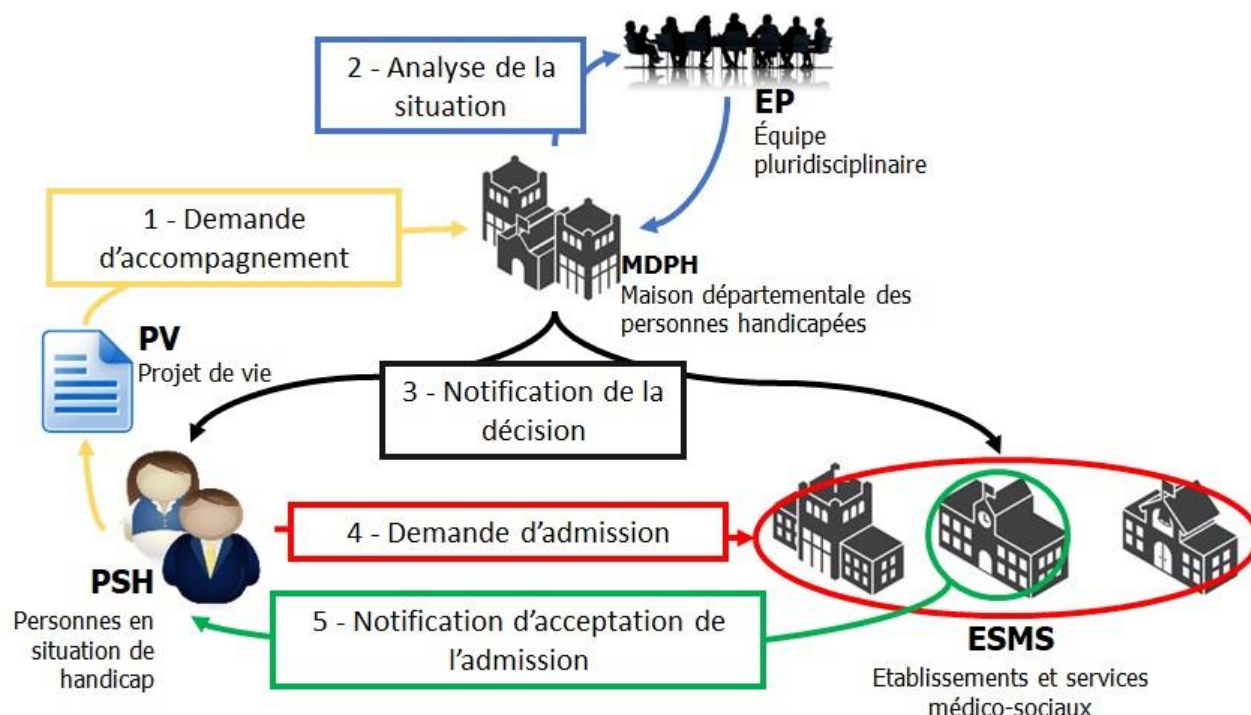 2 - Analyse de la
situation
EP
Équipe
pluridisciplinaire
1 - Demande
d’accompagnement
MDPH
Maison départementale des
personnes handicapées
PV
Projet de vie
3 - Notification de la
décision
4 - Demande d’admission
PSH
Personnes en
situation de
handicap
5 - Notification d’acceptation de
l’admission
ESMS
Etablissements et services
médico-sociaux